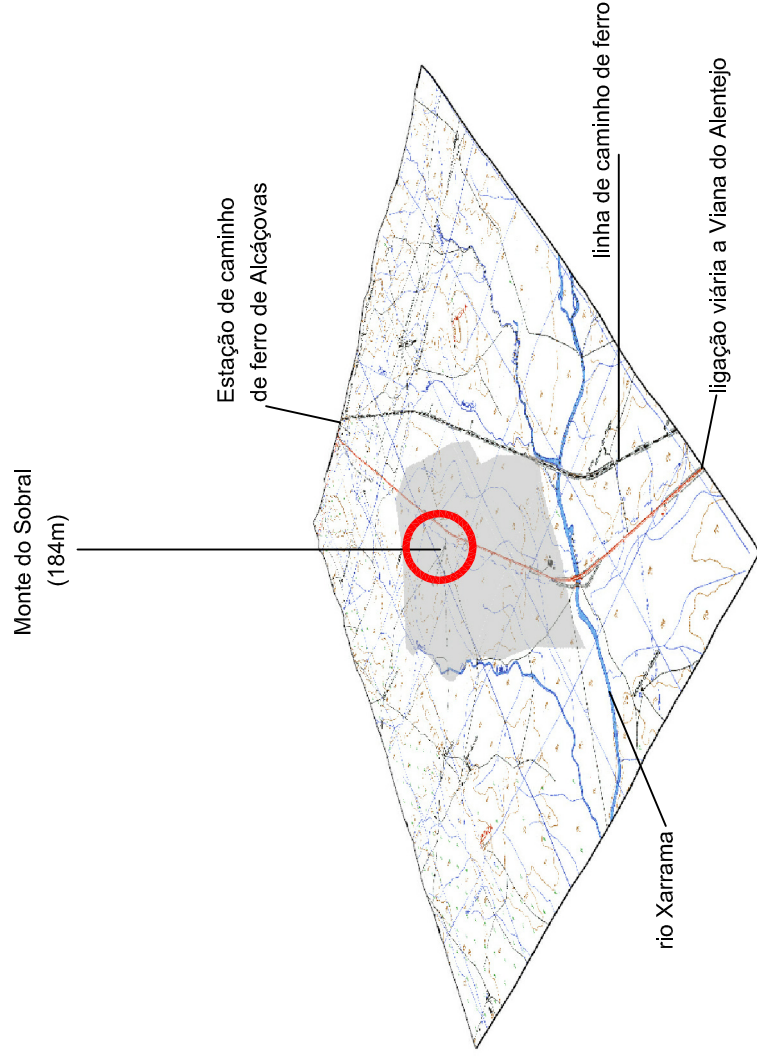 Monte do Sobral
(184m)
Estação de caminho
de ferro de Alcáçovas
linha de caminho de ferro
rio Xarrama
ligação viária a Viana do Alentejo